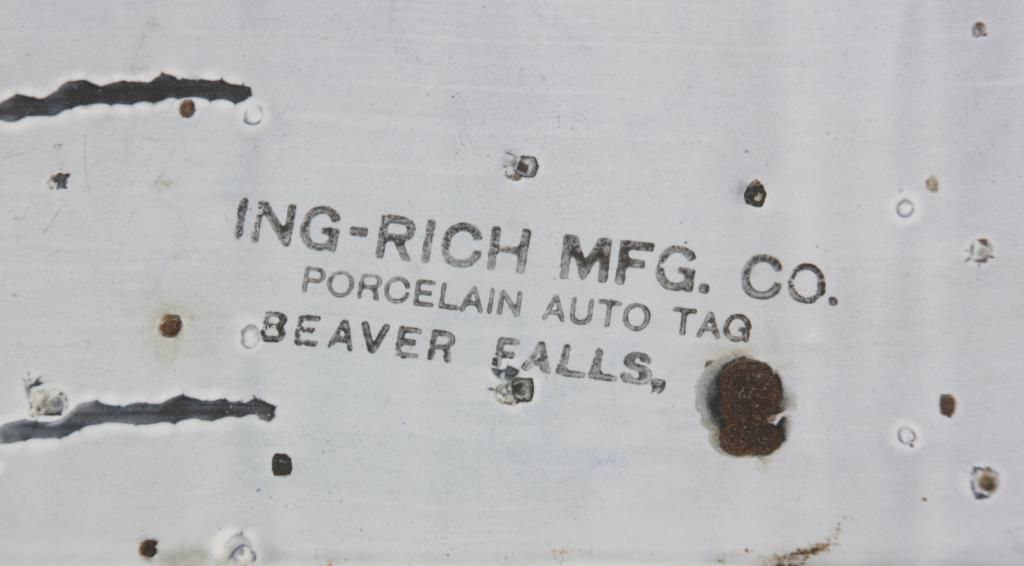 ING-RICH MFG. CO.
PORCELAIN AUTO TAG
BEAVER FALLS,